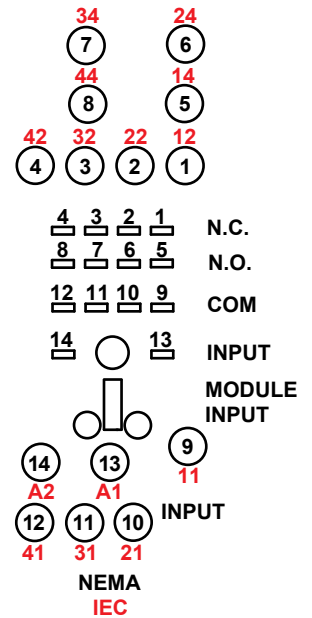 34 24
7 6
44 14
8 5
42 32 22 12
4 3 2 1
4 3 2 1 N.C.
8 7 6 5 N.O.
12 11 10 9 COM
14 13 INPUT
MODULE
INPUT
9
11
14 13
A2 A1
12 11 10 INPUT
41 31 21
NEMA
IEC